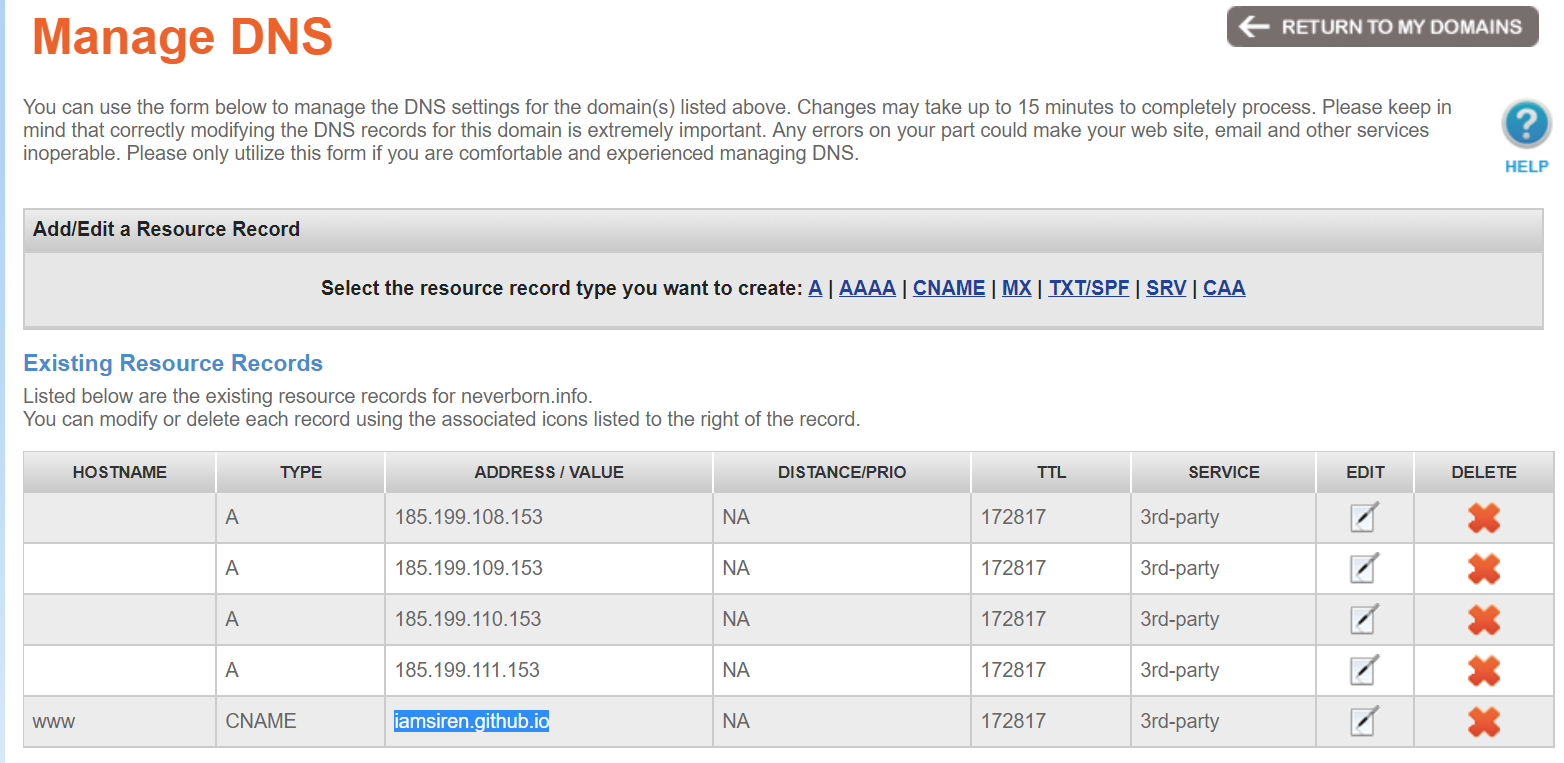 Manage DNS
RETURN TO MY DOMAINS
You can use the form below to manage the DNS settings for the domain(s) listed above. Changes may take up to 15 minutes to completely process. Please keep in
mind that correctly modifying the DNS records for this domain is extremely important. Any errors on your part could make your web site, email and other services
inoperable. Please only utilize this form if you are comfortable and experienced managing DNS.
?
HELP
Add/Edit a Resource Record
Select the resource record type you want to create: A | AAAA | CNAME | MX | TXT/SPF | SRV | CAA
Existing Resource Records
Listed below are the existing resource records for neverborn.info.
You can modify or delete each record using the associated icons listed to the right of the record.
HOSTNAME TYPE ADDRESS / VALUE DISTANCE/PRIO TTL SERVICE EDIT DELETE
A 185.199.108.153 NA 172817 3rd-party
A 185.199.109.153 NA 172817 3rd-party
A 185.199.110.153 NA 172817 3rd-party
A 185.199.111.153 NA 172817 3rd-party
www CNAME iamsiren.github.io NA 172817 3rd-party